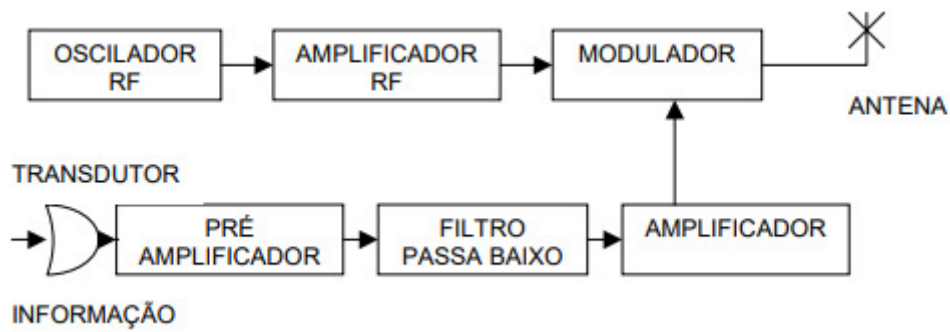 OSCILADOR
RF
AMPLIFICADOR
RF
MODULADOR
ANTENA
TRANSDUTOR
PRÉ
AMPLIFICADOR
FILTRO
PASSA BAIXO
AMPLIFICADOR
INFORMAÇÃO